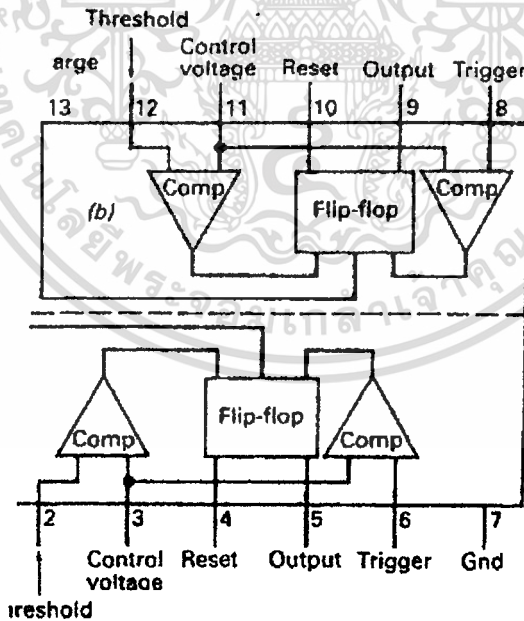 Threshold
arge
Control voltage
Reset
Output
Trigger
13 12 11 10 9 8
Comp
Flip-flop
Comp
(b)
Comp
Flip-flop
Comp
2 3 4 5 6 7
Control voltage
Reset
Output
Trigger
Gnd
reshold